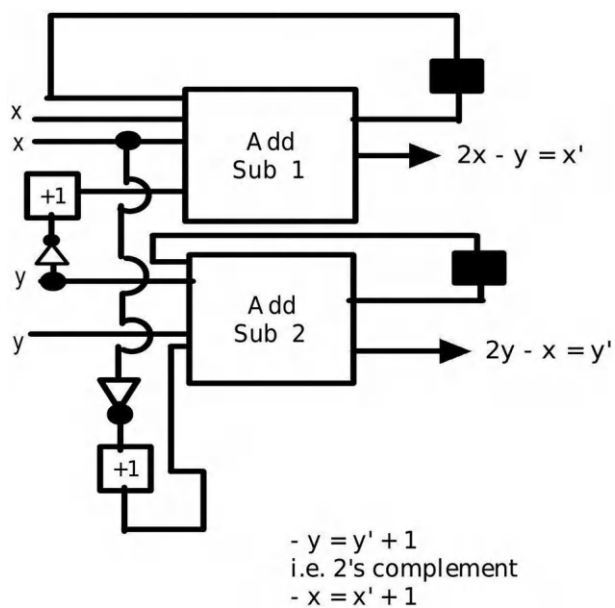 x
x
Add
Sub 1
2x - y = x'
+1
y
Add
Sub 2
y
2y - x = y'
+1
- y = y' + 1
i.e. 2's complement
- x = x' + 1